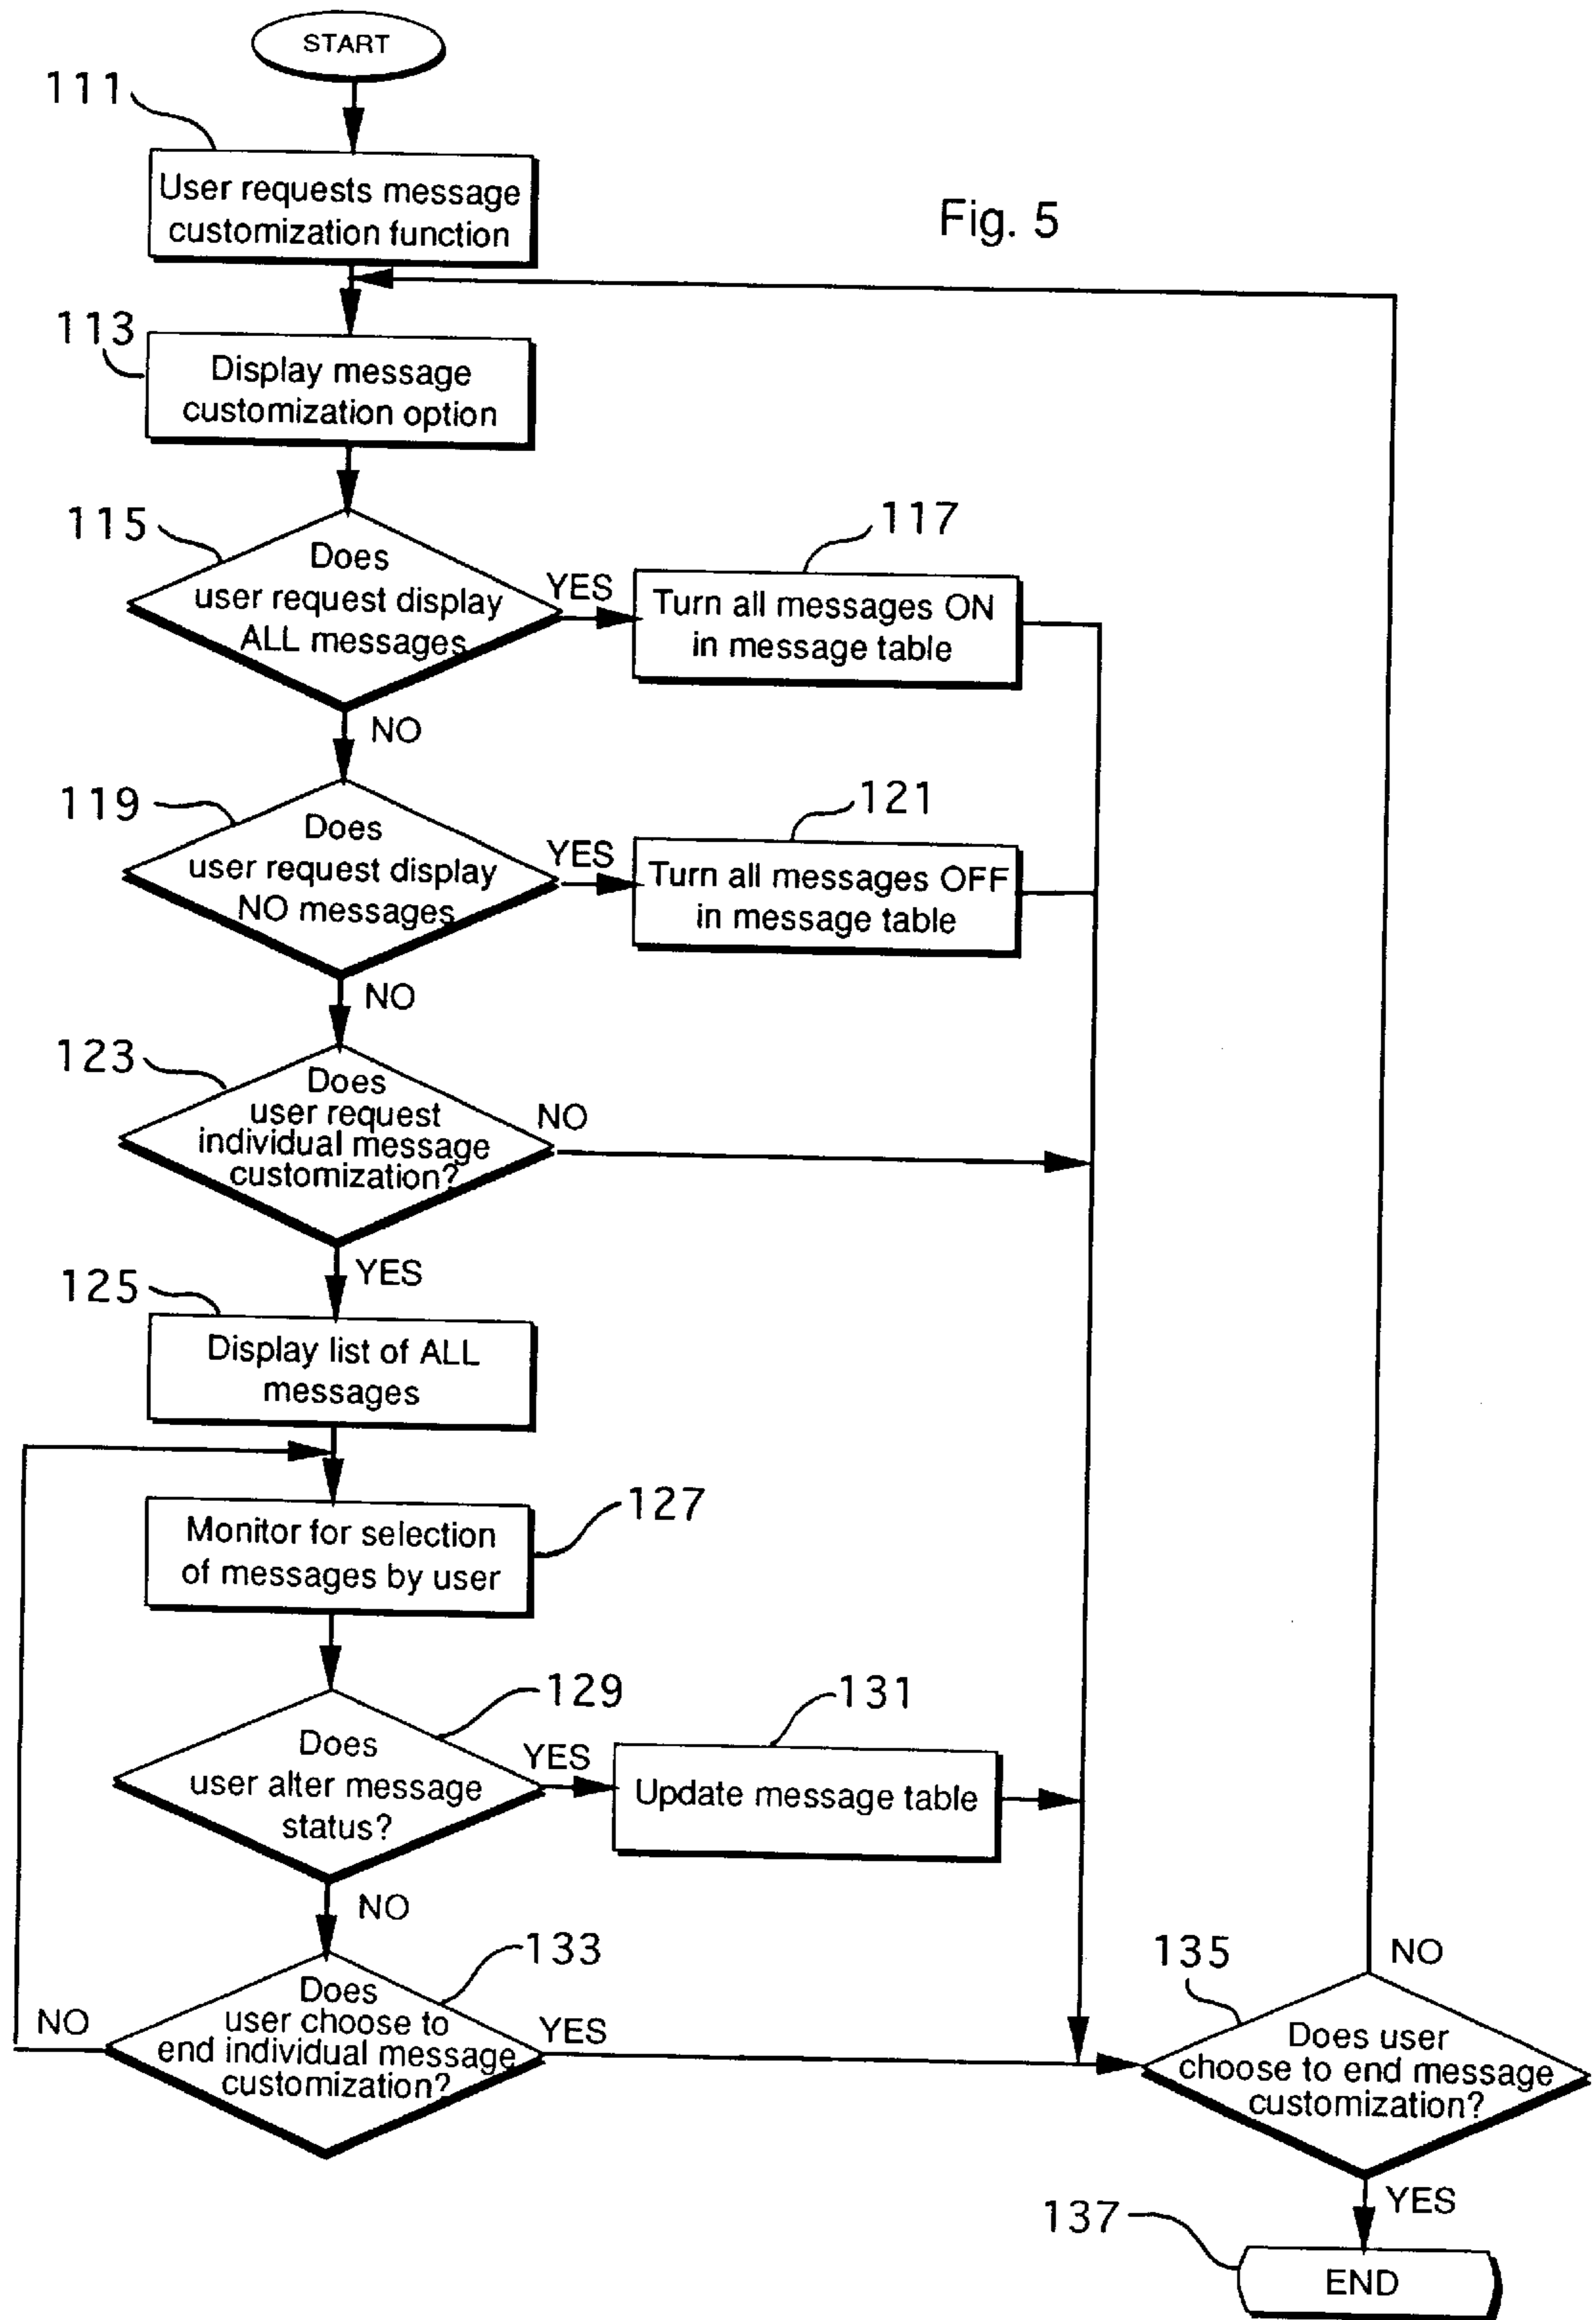 START
111
User requests message
customization function
Fig. 5
113
Display message
customization option
115
Does
user request display
ALL messages
YES
117
Turn all messages ON
in message table
NO
119
Does
user request display
NO messages
YES
121
Turn all messages OFF
in message table
NO
123
Does
user request
individual message
customization?
NO
YES
125
Display list of ALL
messages
127
Monitor for selection
of messages by user
129
Does
user alter message
status?
YES
131
Update message table
NO
133
Does
user choose to
end individual message
customization?
NO
YES
135
Does user
choose to end message
customization?
NO
YES
137
END